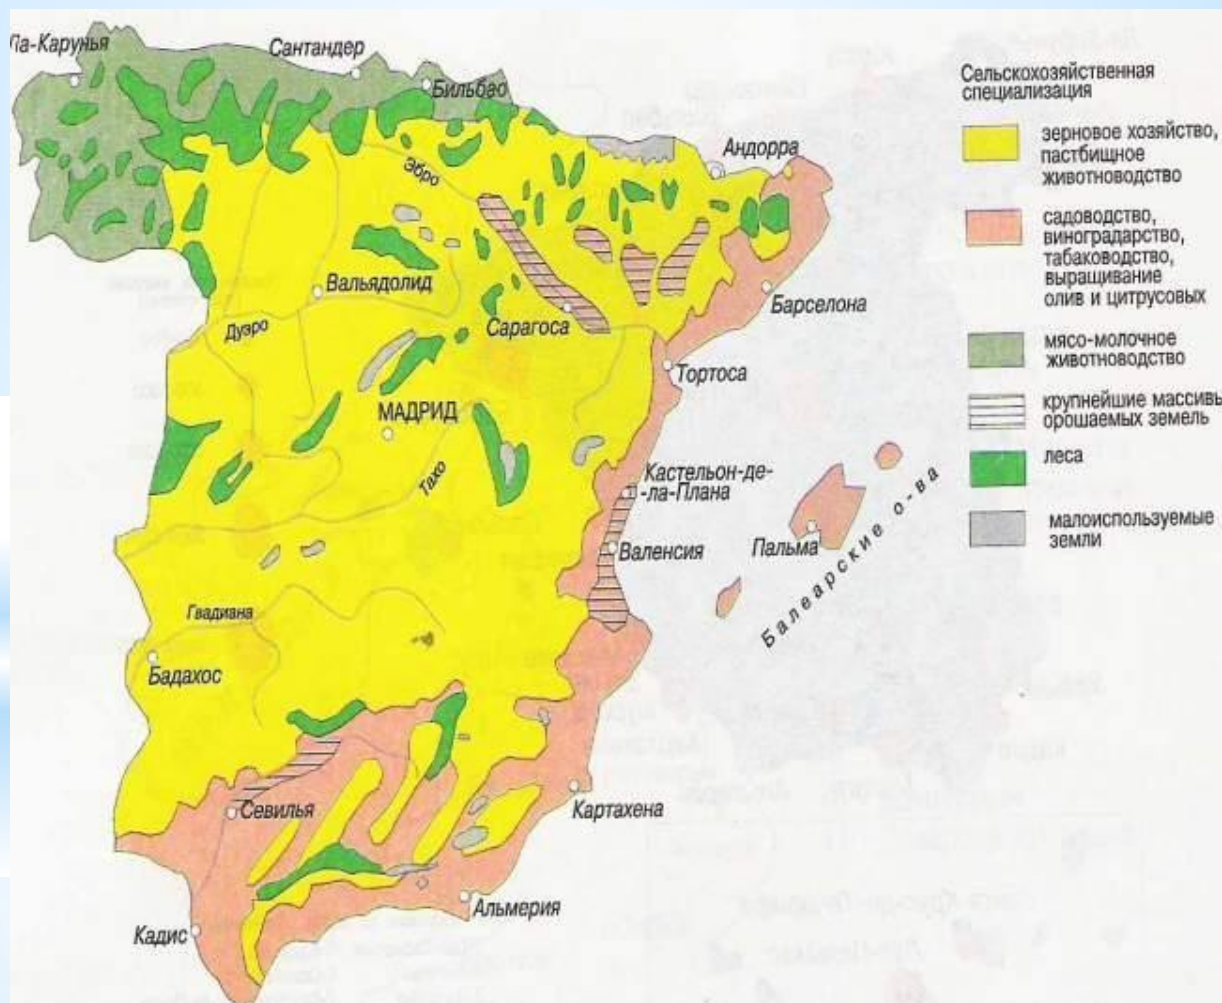 Ла-Карунья
Сантандер
Бильбао
Андорра
Эбро
Вальядолид
Дуэро
Сарагоса
Барселона
Тортоса
МАДРИД
Тахо
Кастельон-де-
-ла-Плана
Валенсия
Пальма
Балеарские о-ва
Гвадиана
Бадахос
Севилья
Картахена
Альмерия
Кадис
Сельскохозяйственная
специализация
зерновое хозяйство,
пастбищное
животноводство
садоводство,
виноградарство,
табаководство,
выращивание
олив и цитрусовых
мясо-молочное
животноводство
крупнейшие массивы
орошаемых земель
леса
малоиспользуемые
земли